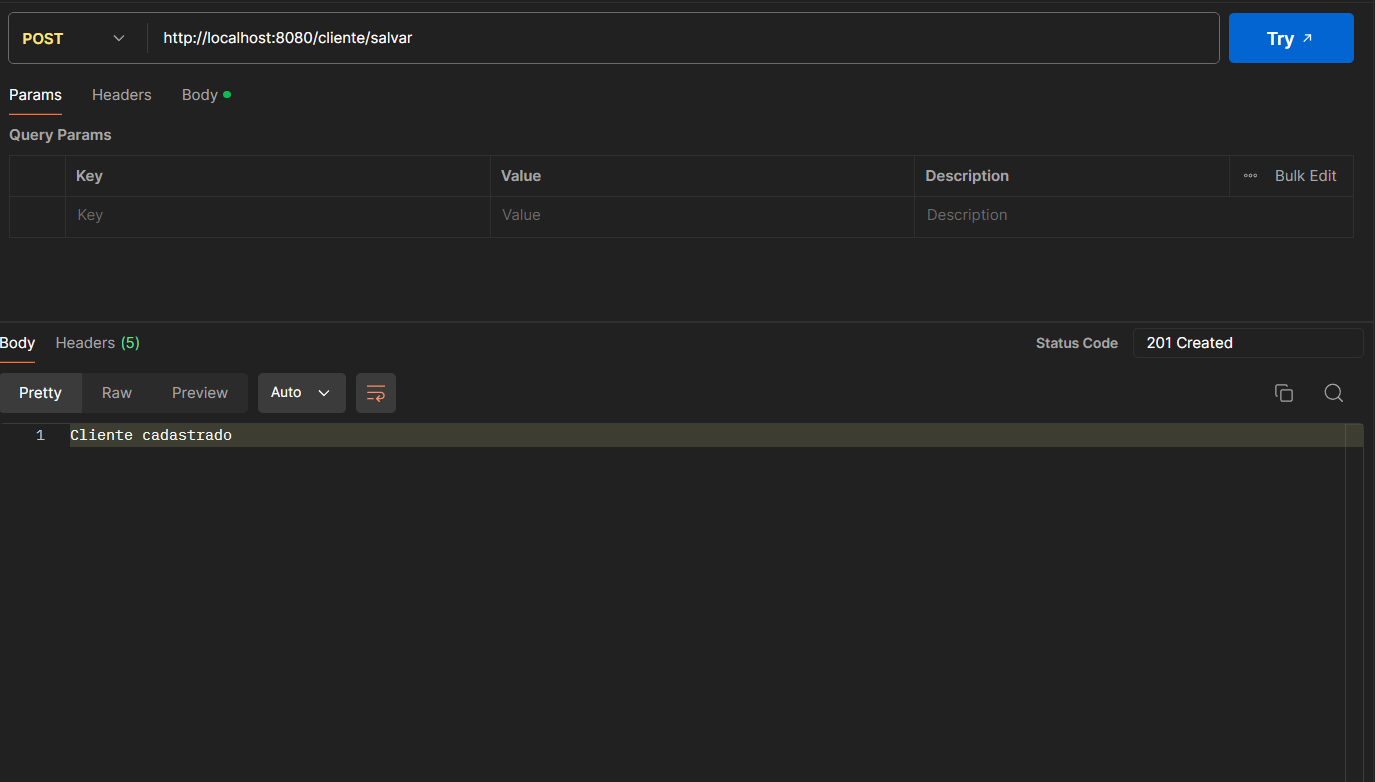 POST http://localhost:8080/cliente/salvar Try
Params Headers Body
Query Params
Key Value Description Bulk Edit
Key Value Description
Body Headers (5) Status Code 201 Created
Pretty Raw Preview Auto
1 Cliente cadastrado